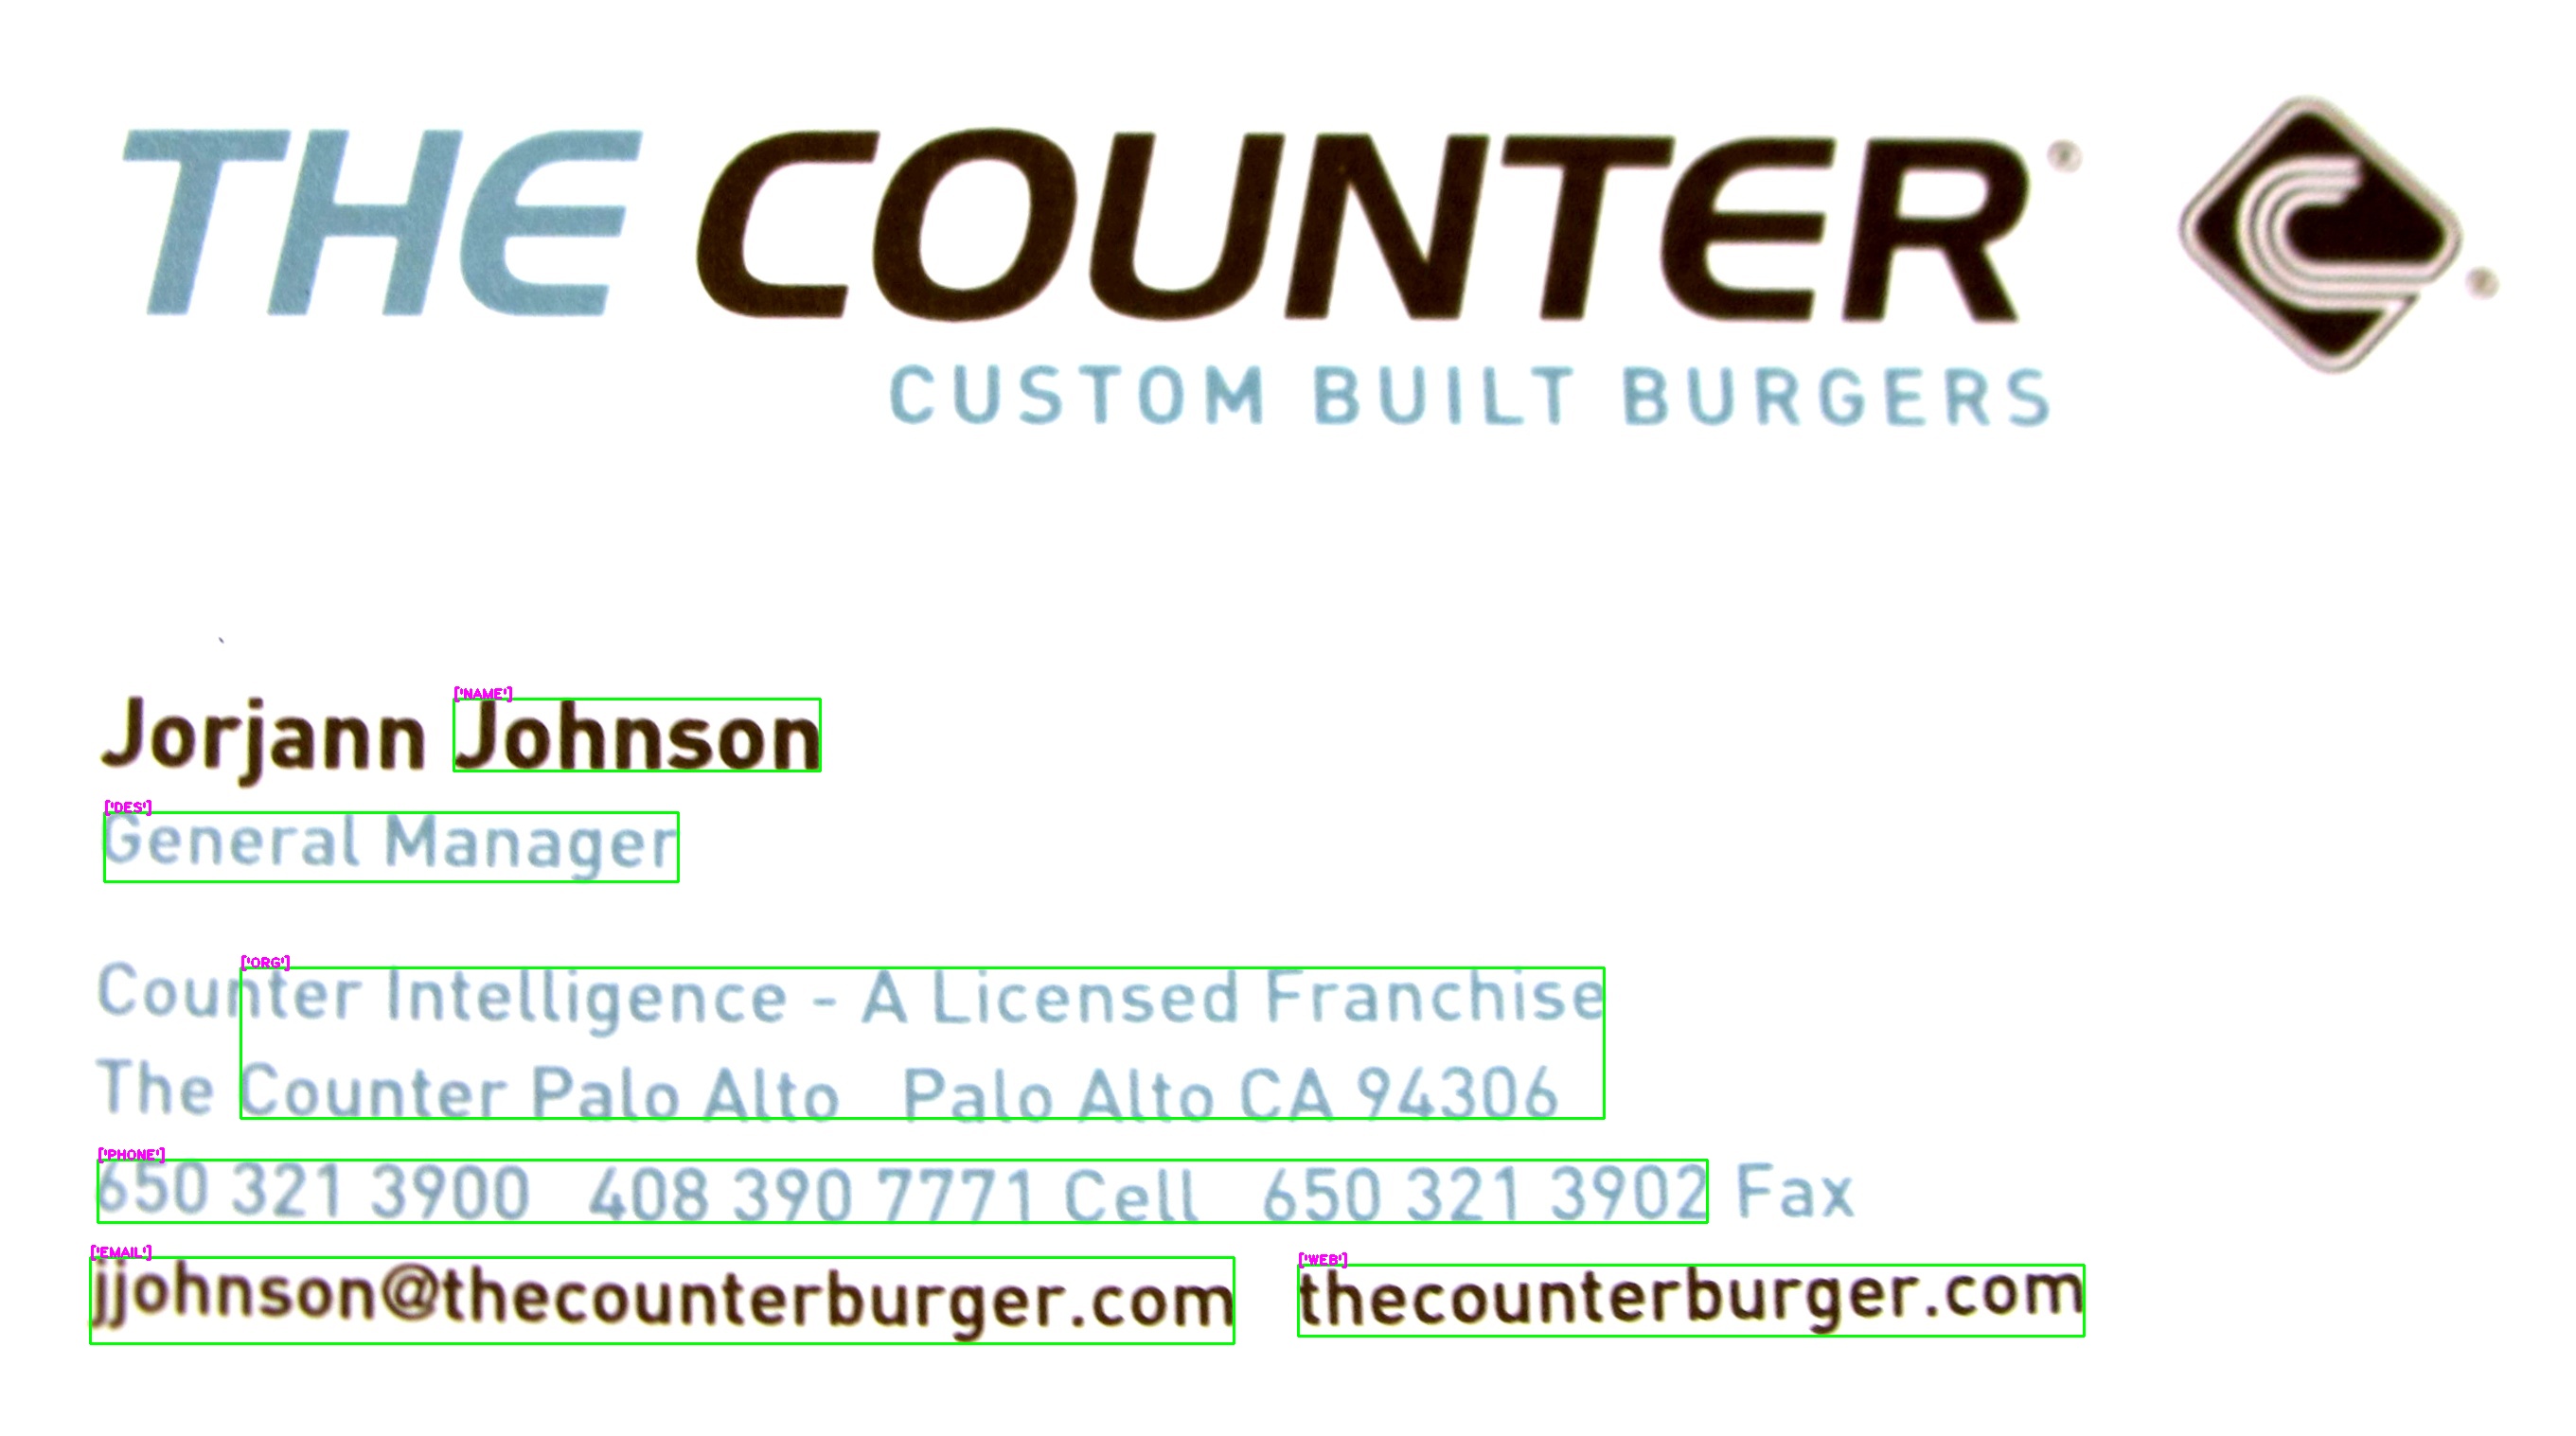 THE COUNTER®
CUSTOM BUILT BURGERS
['NAME']
Jorjann Johnson
['DES']
General Manager
['ORG']
Counter Intelligence - A Licensed Franchise
The Counter Palo Alto   Palo Alto CA 94306
['PHONE']
650 321 3900   408 390 7771 Cell   650 321 3902 Fax
['EMAIL'] ['WEB']
jjohnson@thecounterburger.com   thecounterburger.com